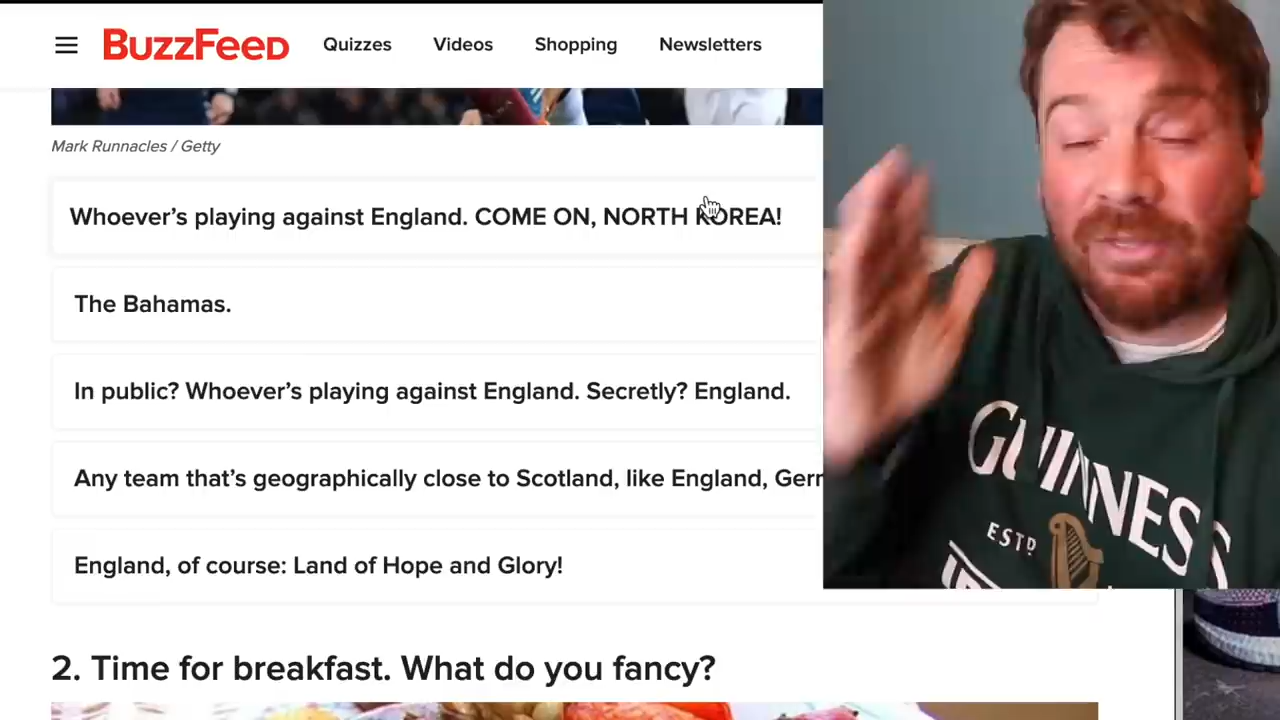 BuzzFeed Quizzes Videos Shopping Newsletters
Mark Runnacles / Getty
Whoever's playing against England. COME ON, NORTH KOREA!
The Bahamas.
In public? Whoever's playing against England. Secretly? England.
Any team that's geographically close to Scotland, like England,
England, of course: Land of Hope and Glory!
2. Time for breakfast. What do you fancy?
GUINNESS
ESTD